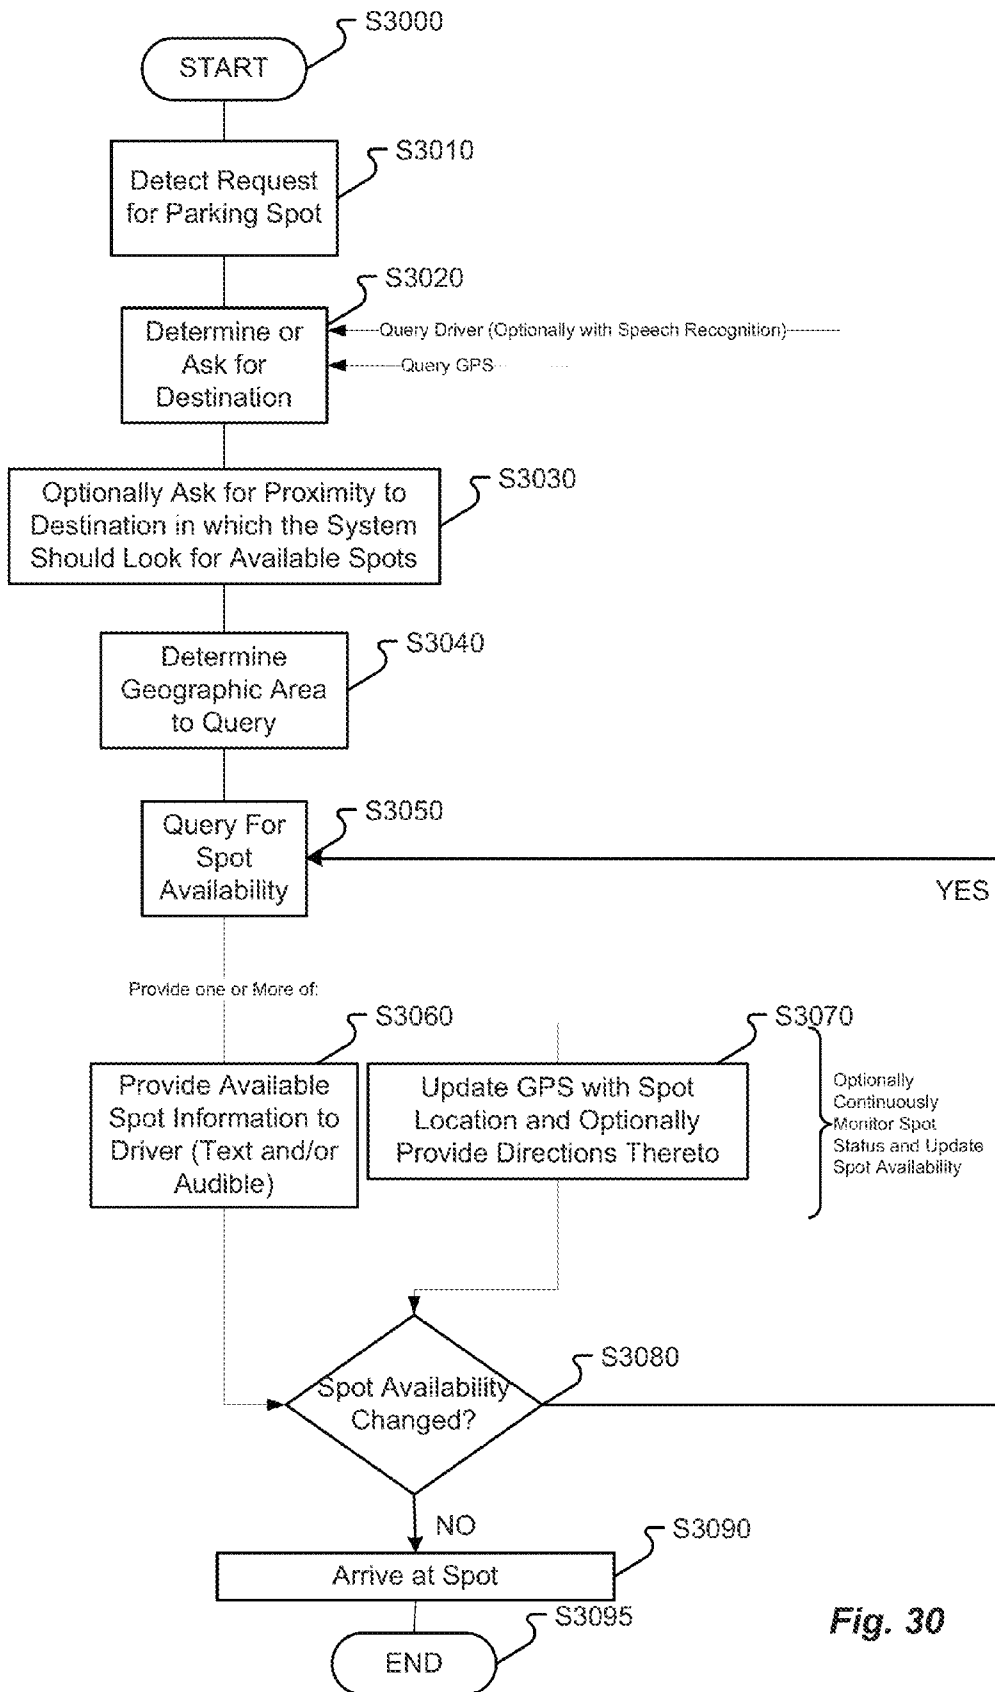 S3000
START
S3010
Detect Request
for Parking Spot
S3020
Determine or
Ask for
Destination
Query Driver (Optionally with Speech Recognition)
Query GPS
S3030
Optionally Ask for Proximity to
Destination in which the System
Should Look for Available Spots
S3040
Determine
Geographic Area
to Query
S3050
Query For
Spot
Availability
YES
Provide one or More of:
S3060
Provide Available
Spot Information to
Driver (Text and/or
Audible)
S3070
Update GPS with Spot
Location and Optionally
Provide Directions Thereto
Optionally
Continuously
Monitor Spot
Status and Update
Spot Availability
S3080
Spot Availability
Changed?
NO
S3090
Arrive at Spot
S3095
END
Fig. 30